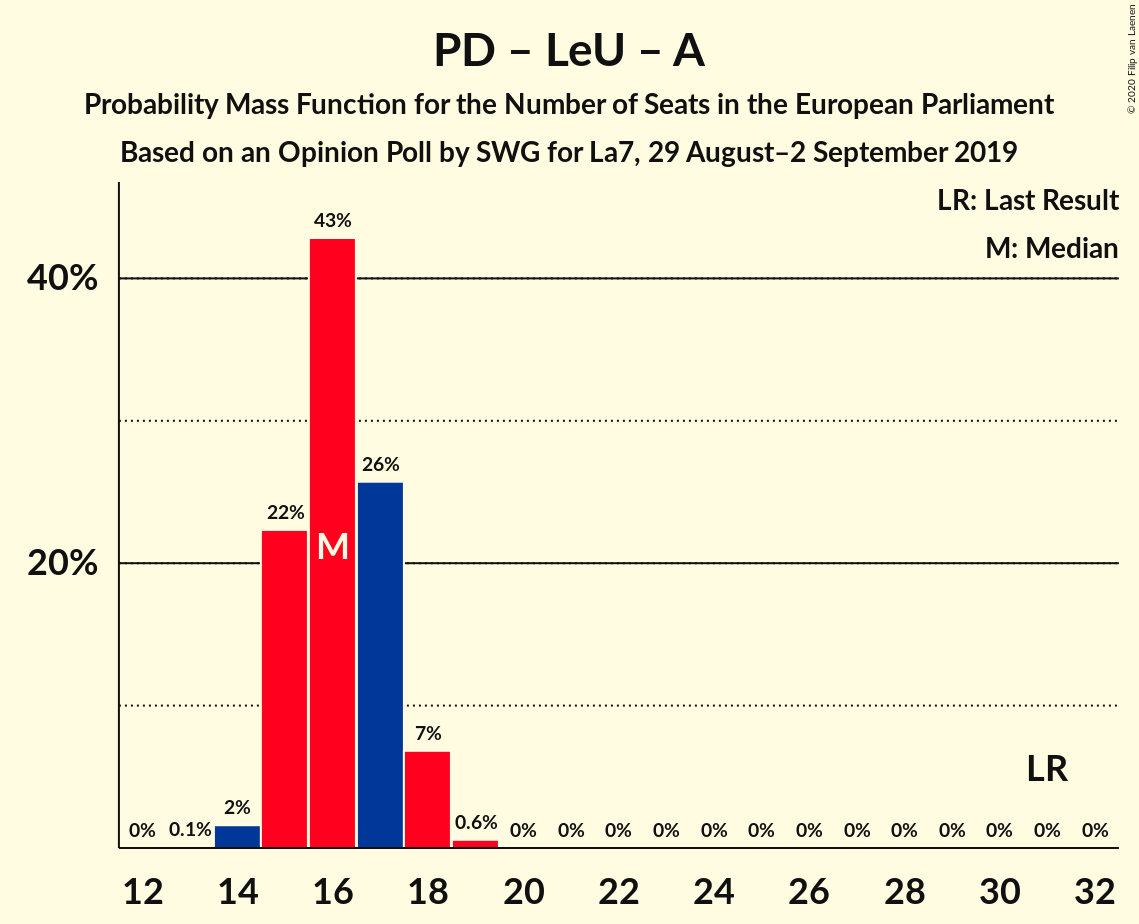 PD – LeU – A
Probability Mass Function for the Number of Seats in the European Parliament
Based on an Opinion Poll by SWG for La7, 29 August–2 September 2019
© 2020 Filip van Laenen
LR: Last Result
M: Median
40%
20%
43%
26%
22%
M
7%
LR
2%
0% 0.1% 0.6% 0% 0% 0% 0% 0% 0% 0% 0% 0% 0% 0% 0% 0%
12 14 16 18 20 22 24 26 28 30 32